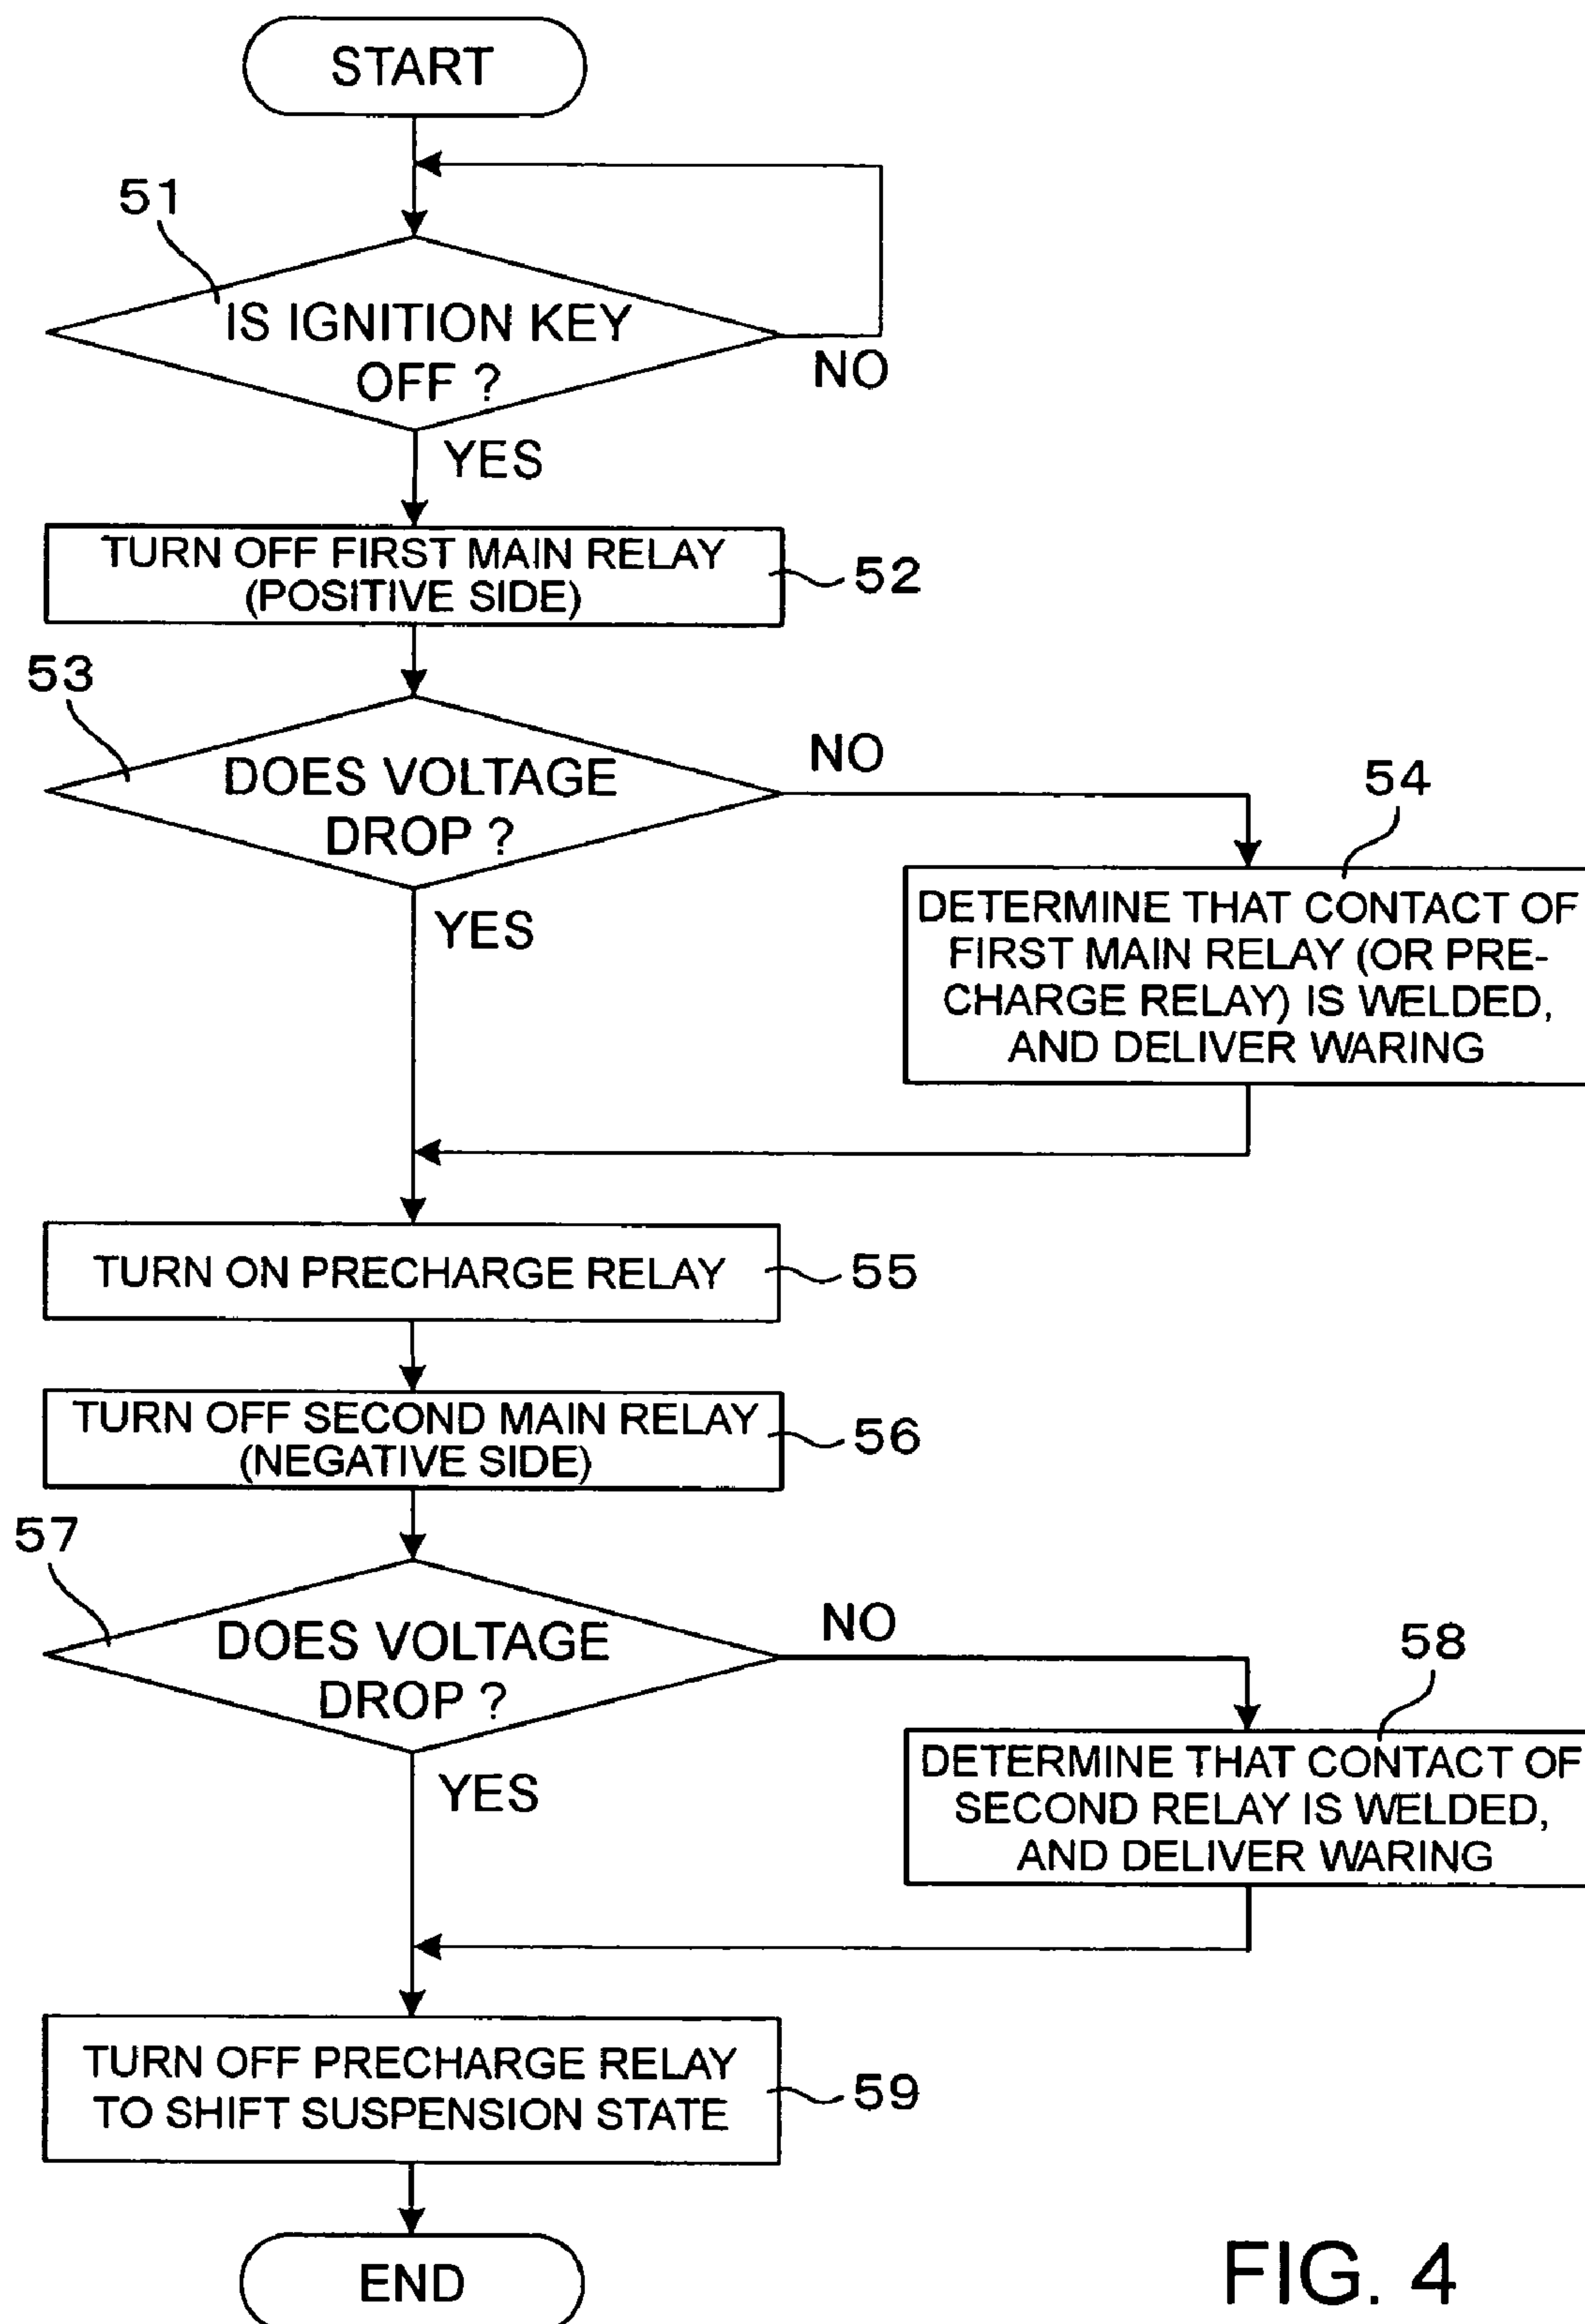 START
51
IS IGNITION KEY
OFF ?
NO
YES
TURN OFF FIRST MAIN RELAY
(POSITIVE SIDE)
52
53
DOES VOLTAGE
DROP ?
NO
YES
54
DETERMINE THAT CONTACT OF
FIRST MAIN RELAY (OR PRE-
CHARGE RELAY) IS WELDED,
AND DELIVER WARING
TURN ON PRECHARGE RELAY
55
TURN OFF SECOND MAIN RELAY
(NEGATIVE SIDE)
56
57
DOES VOLTAGE
DROP ?
NO
YES
58
DETERMINE THAT CONTACT OF
SECOND RELAY IS WELDED,
AND DELIVER WARING
TURN OFF PRECHARGE RELAY
TO SHIFT SUSPENSION STATE
59
END
FIG. 4